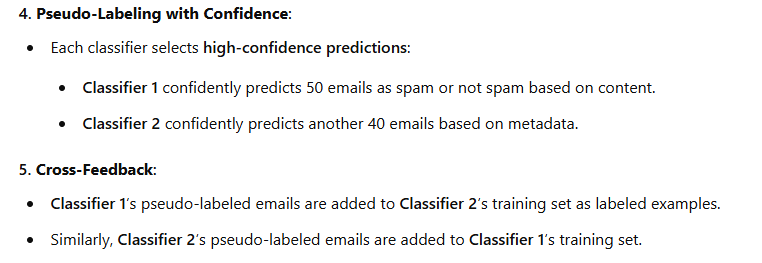 4. Pseudo-Labeling with Confidence:
• Each classifier selects high-confidence predictions:
• Classifier 1 confidently predicts 50 emails as spam or not spam based on content.
• Classifier 2 confidently predicts another 40 emails based on metadata.
5. Cross-Feedback:
• Classifier 1's pseudo-labeled emails are added to Classifier 2's training set as labeled examples.
• Similarly, Classifier 2's pseudo-labeled emails are added to Classifier 1's training set.